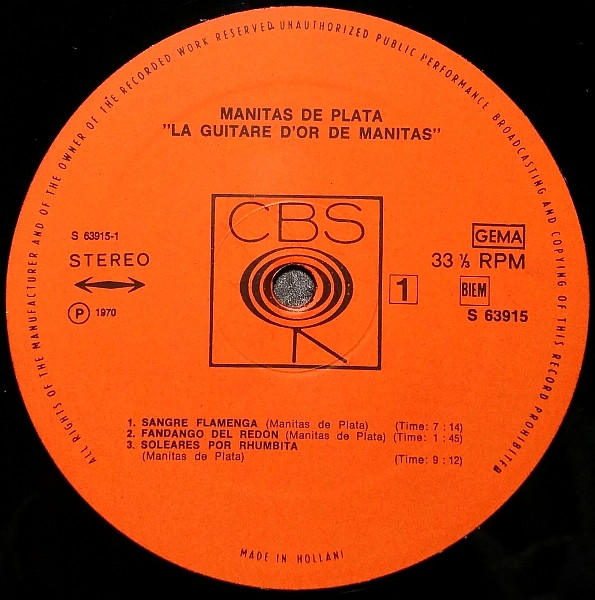 ALL RIGHTS OF THE MANUFACTURER AND OF THE OWNER OF THE RECORDED WORK RESERVED UNAUTHORIZED PUBLIC PERFORMANCE BROADCASTING AND COPYING OF THIS RECORD PROHIBITED
MANITAS DE PLATA
"LA GUITARE D'OR DE MANITAS"
CBS
S 63915-1
STEREO
Ⓟ 1970
GEMA
33 ⅓ RPM
1
BIEM
S 63915
1. SANGRE FLAMENGA (Manitas de Plata) (Time: 7 : 14)
2. FANDANGO DEL REDON (Manitas de Plata) (Time: 1 : 45)
3. SOLEARES POR RHUMBITA
(Manitas de Plata) (Time: 9 : 12)
MADE IN HOLLAND